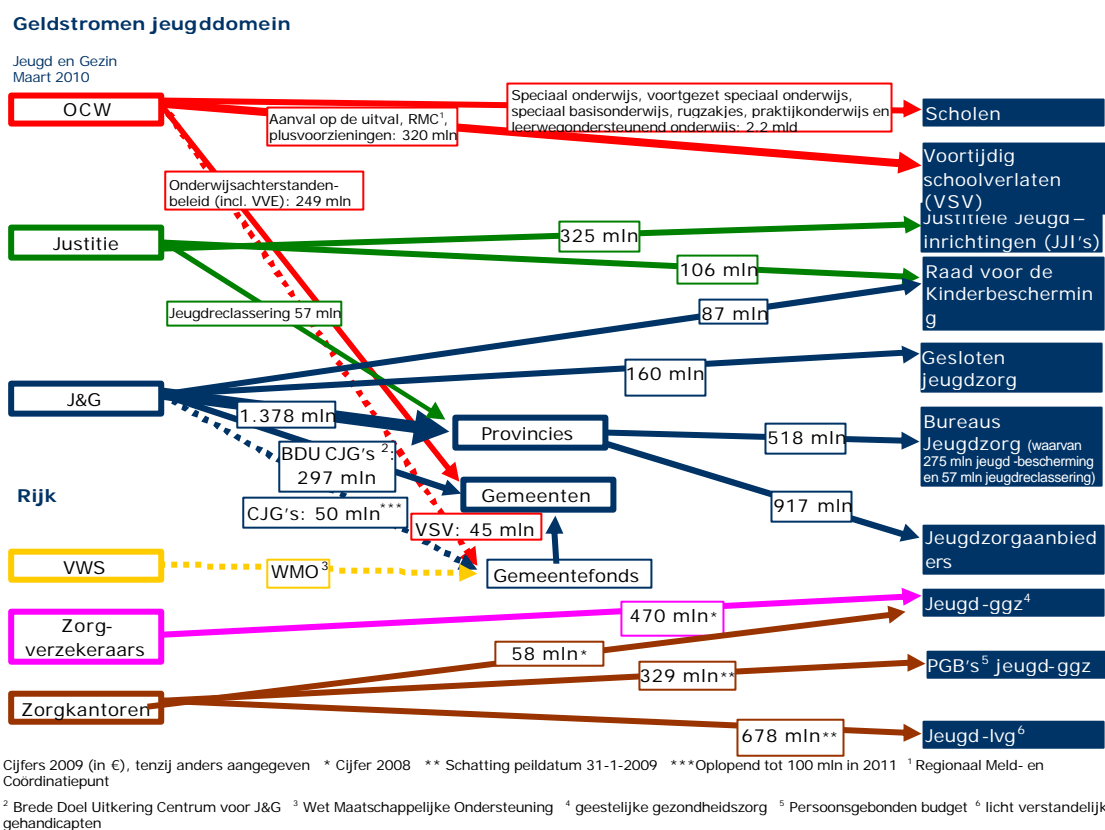 Geldstromen jeugddomein
Jeugd en Gezin
Maart 2010
OCW
Speciaal onderwijs, voortgezet speciaal onderwijs,
speciaal basisonderwijs, rugzakjes, praktijkonderwijs en
leerwegondersteunend onderwijs: 2.2 mld
Scholen
Aanval op de uitval, RMC¹,
plusvoorzieningen: 320 mln
Voortijdig
schoolverlaten
(VSV)
Onderwijsachterstanden-
beleid (incl. VVE): 249 mln
Justitie
325 mln
Justitiele Jeugd –
inrichtingen (JJI's)
106 mln
Raad voor de
Kinderbeschermin
g
Jeugdreclassering 57 mln
87 mln
J&G
160 mln
Gesloten
jeugdzorg
1.378 mln
Provincies
518 mln
Bureaus
Jeugdzorg (waarvan
275 mln jeugd -bescherming
en 57 mln jeugdreclassering)
BDU CJG's ²:
297 mln
Rijk
Gemeenten
917 mln
CJG's: 50 mln***
VSV: 45 mln
Jeugdzorgaanbied
ers
VWS
WMO³
Gemeentefonds
Zorg-
verzekeraars
470 mln*
Jeugd -ggz⁴
58 mln*
329 mln**
PGB's⁵ jeugd-ggz
Zorgkantoren
678 mln**
Jeugd -lvg⁶
Cijfers 2009 (in €), tenzij anders aangegeven * Cijfer 2008 ** Schatting peildatum 31-1-2009 ***Oplopend tot 100 mln in 2011 ¹ Regionaal Meld- en
Coördinatiepunt
² Brede Doel Uitkering Centrum voor J&G ³ Wet Maatschappelijke Ondersteuning ⁴ geestelijke gezondheidszorg ⁵ Persoonsgebonden budget ⁶ licht verstandelijk
gehandicapten